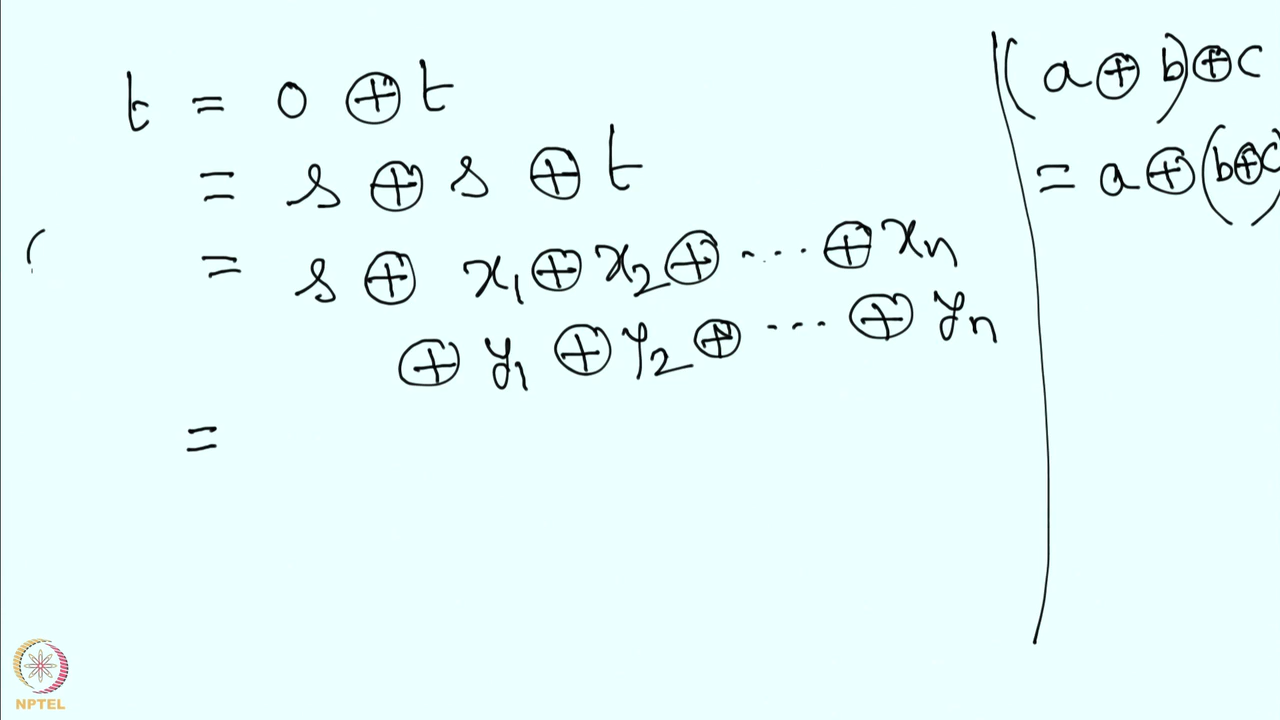 t = 0 ⊕ t
= s ⊕ s ⊕ t
( = s ⊕ x₁ ⊕ x₂ ⊕ ... ⊕ xₙ
⊕ y₁ ⊕ y₂ ⊕ ... ⊕ yₙ
=
(a ⊕ b) ⊕ c
= a ⊕ (b ⊕ c)
NPTEL